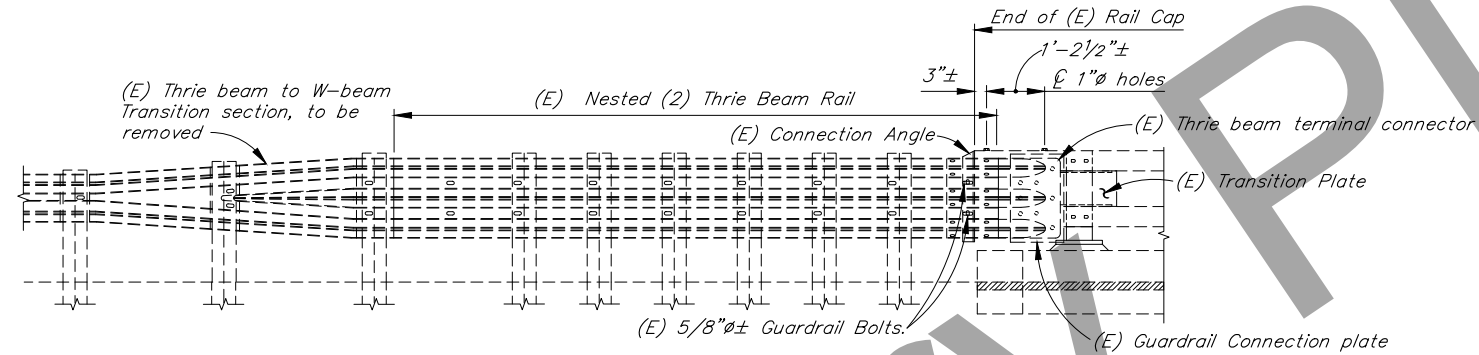 End of (E) Rail Cap
1'-2 1/2"±
3"±
℄ 1"ø holes
(E) Thrie beam to W-beam
Transition section, to be
removed
(E) Nested (2) Thrie Beam Rail
(E) Connection Angle
(E) Thrie beam terminal connector
(E) Transition Plate
(E) 5/8"ø± Guardrail Bolts.
(E) Guardrail Connection plate